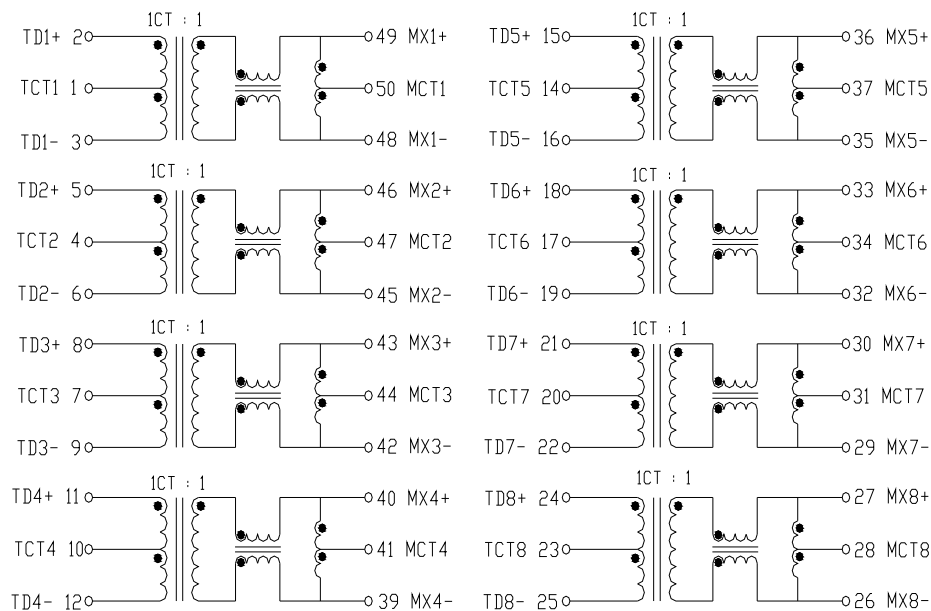 1CT : 1
TD1+ 2
49 MX1+
TCT1 1
50 MCT1
TD1- 3
48 MX1-
1CT : 1
TD2+ 5
46 MX2+
TCT2 4
47 MCT2
TD2- 6
45 MX2-
1CT : 1
TD3+ 8
43 MX3+
TCT3 7
44 MCT3
TD3- 9
42 MX3-
1CT : 1
TD4+ 11
40 MX4+
TCT4 10
41 MCT4
TD4- 12
39 MX4-
1CT : 1
TD5+ 15
36 MX5+
TCT5 14
37 MCT5
TD5- 16
35 MX5-
1CT : 1
TD6+ 18
33 MX6+
TCT6 17
34 MCT6
TD6- 19
32 MX6-
1CT : 1
TD7+ 21
30 MX7+
TCT7 20
31 MCT7
TD7- 22
29 MX7-
1CT : 1
TD8+ 24
27 MX8+
TCT8 23
28 MCT8
TD8- 25
26 MX8-